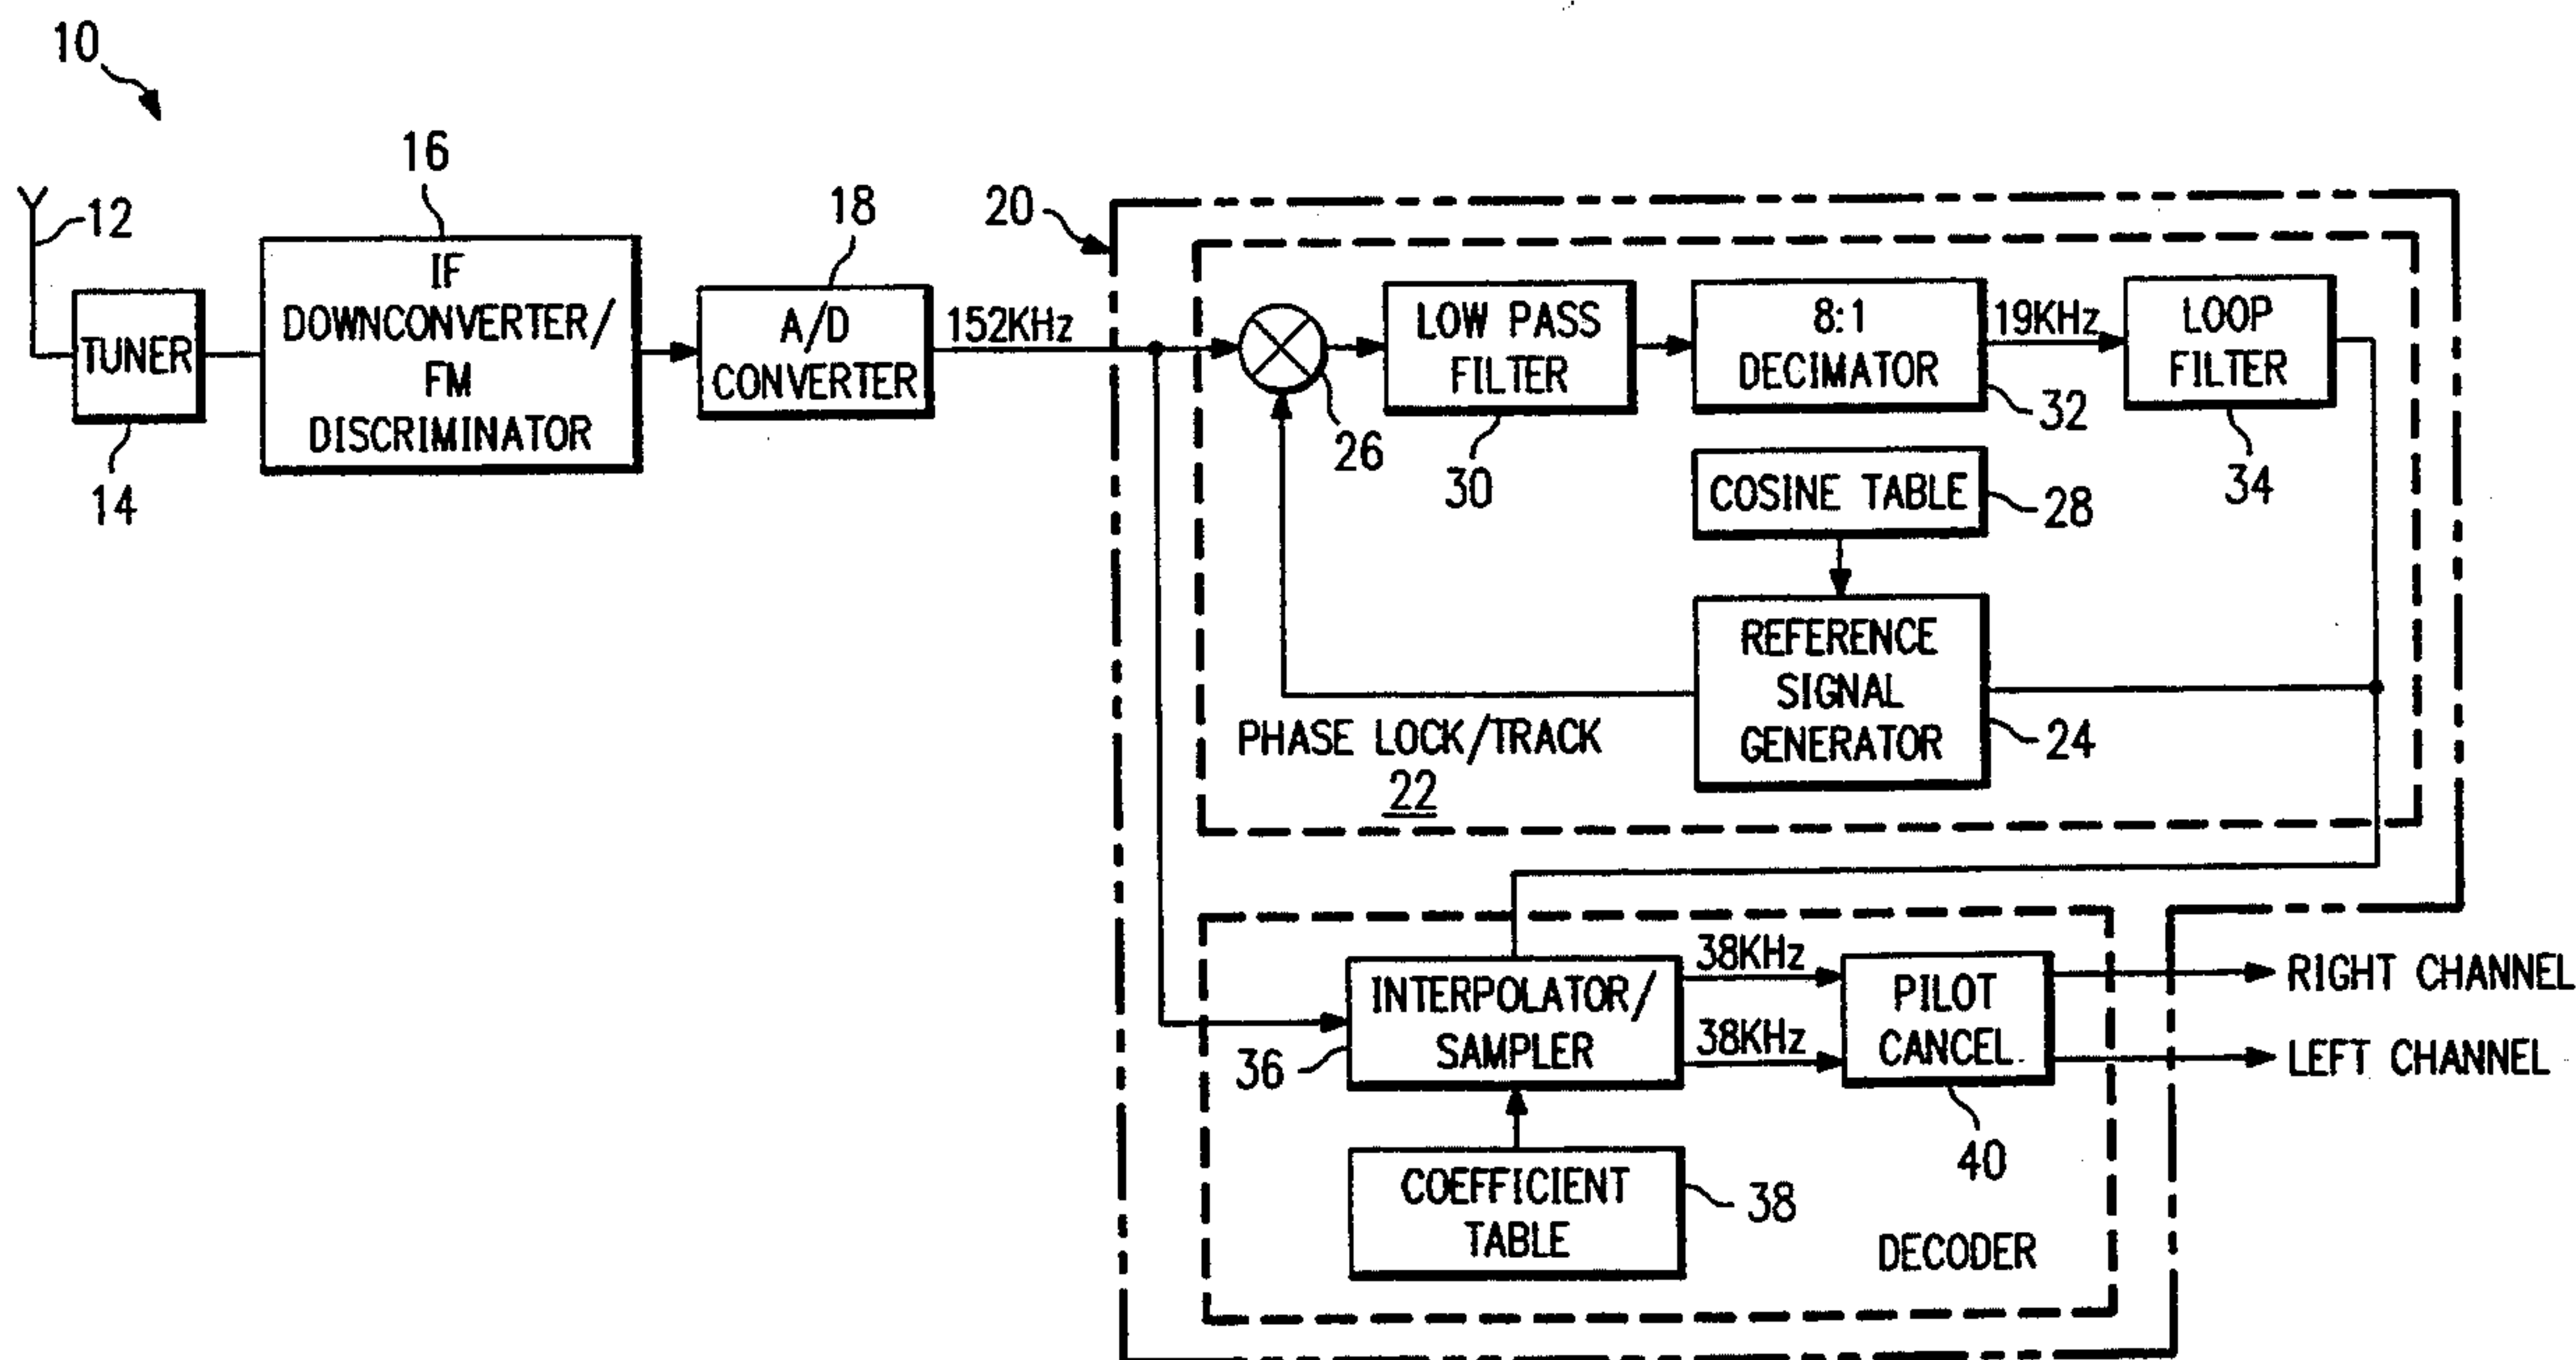 10
12
TUNER
14
16
IF
DOWNCONVERTER/
FM
DISCRIMINATOR
18
A/D
CONVERTER
152KHz
20
26
LOW PASS
FILTER
30
8:1
DECIMATOR
32
19KHz
LOOP
FILTER
34
COSINE TABLE
28
REFERENCE
SIGNAL
GENERATOR
24
PHASE LOCK/TRACK
22
INTERPOLATOR/
SAMPLER
36
38KHz
38KHz
PILOT
CANCEL
40
RIGHT CHANNEL
LEFT CHANNEL
COEFFICIENT
TABLE
38
DECODER